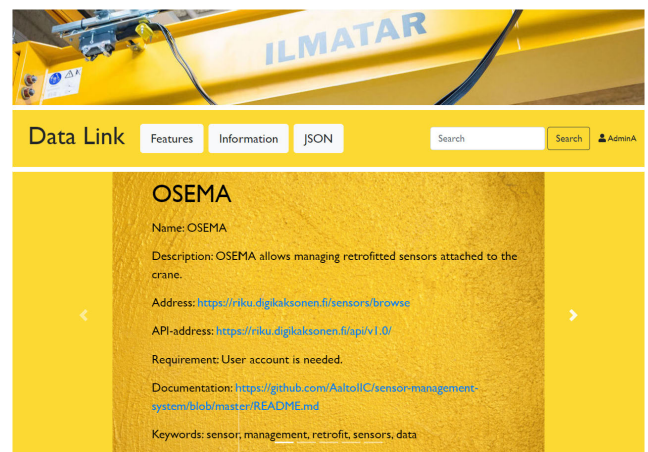 ILMATAR
Data Link
Features
Information
JSON
Search
Search
AdminA
OSEMA
Name: OSEMA
Description: OSEMA allows managing retrofitted sensors attached to the
crane.
Address: https://riku.digikaksonen.fi/sensors/browse
API-address: https://riku.digikaksonen.fi/api/v1.0/
Requirement: User account is needed.
Documentation: https://github.com/AaltoIIC/sensor-management-
system/blob/master/README.md
Keywords: sensor, management, retrofit, sensors, data